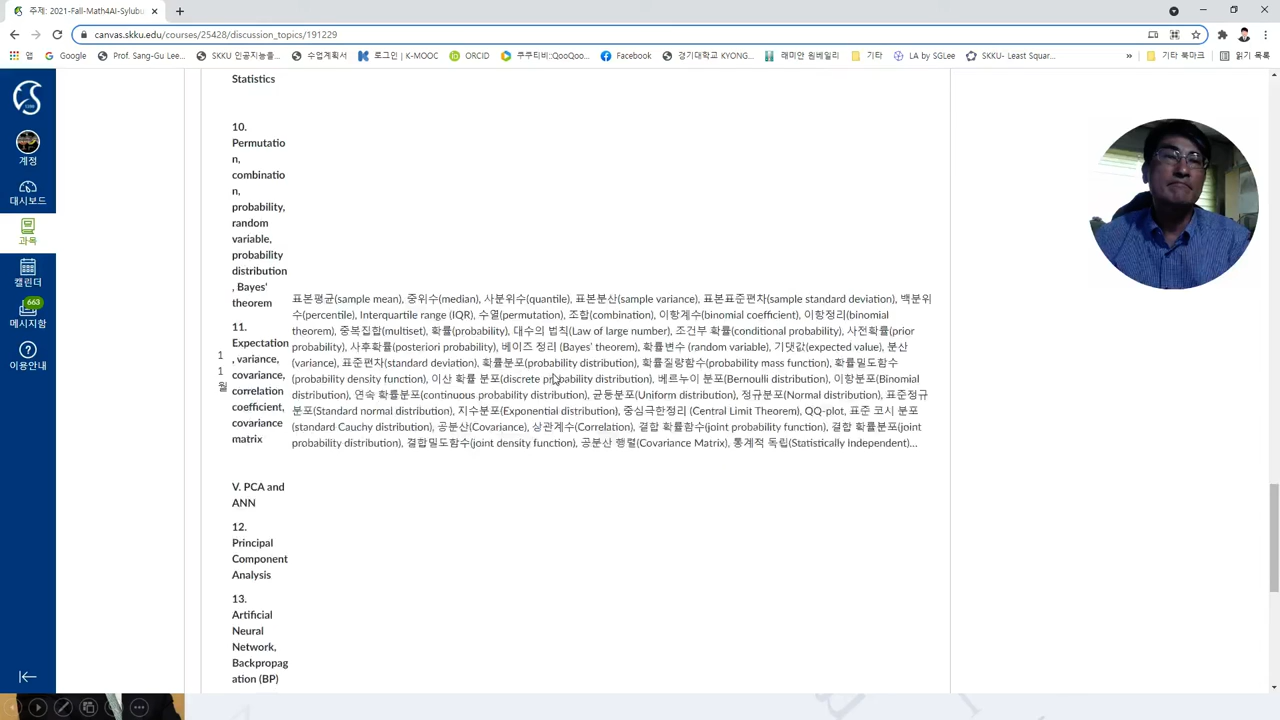 주제: 2021-Fall-Math4AI-Sylubu
canvas.skku.edu/courses/25428/discussion_topics/191229
앱
Google
Prof. Sang-Gu Lee...
SKKU 인공지능을...
수업계획서
로그인 | K-MOOC
ORCID
쿠쿠티비::QooQoo...
Facebook
경기대학교 KYONG...
래미안 원베일리
기타
LA by SGLee
SKKU- Least Squar...
»
기타 북마크
읽기 목록
계정
대시보드
과목
캘린더
663
메시지함
이용안내
Statistics
10.
Permutatio
n,
combinatio
n,
probability,
random
variable,
probability
distribution
, Bayes'
theorem
11.
Expectation
, variance,
covariance,
correlation
coefficient,
covariance
matrix
1
1
월
표본평균(sample mean), 중위수(median), 사분위수(quantile), 표본분산(sample variance), 표본표준편차(sample standard deviation), 백분위
수(percentile), Interquartile range (IQR), 수열(permutation), 조합(combination), 이항계수(binomial coefficient), 이항정리(binomial
theorem), 중복집합(multiset), 확률(probability), 대수의 법칙(Law of large number), 조건부 확률(conditional probability), 사전확률(prior
probability), 사후확률(posteriori probability), 베이즈 정리 (Bayes' theorem), 확률변수 (random variable), 기댓값(expected value), 분산
(variance), 표준편차(standard deviation), 확률분포(probability distribution), 확률질량함수(probability mass function), 확률밀도함수
(probability density function), 이산 확률 분포(discrete probability distribution), 베르누이 분포(Bernoulli distribution), 이항분포(Binomial
distribution), 연속 확률분포(continuous probability distribution), 균등분포(Uniform distribution), 정규분포(Normal distribution), 표준정규
분포(Standard normal distribution), 지수분포(Exponential distribution), 중심극한정리 (Central Limit Theorem), QQ-plot, 표준 코시 분포
(standard Cauchy distribution), 공분산(Covariance), 상관계수(Correlation), 결합 확률함수(joint probability function), 결합 확률분포(joint
probability distribution), 결합밀도함수(joint density function), 공분산 행렬(Covariance Matrix), 통계적 독립(Statistically Independent)...
V. PCA and
ANN
12.
Principal
Component
Analysis
13.
Artificial
Neural
Network,
Backpropag
ation (BP)